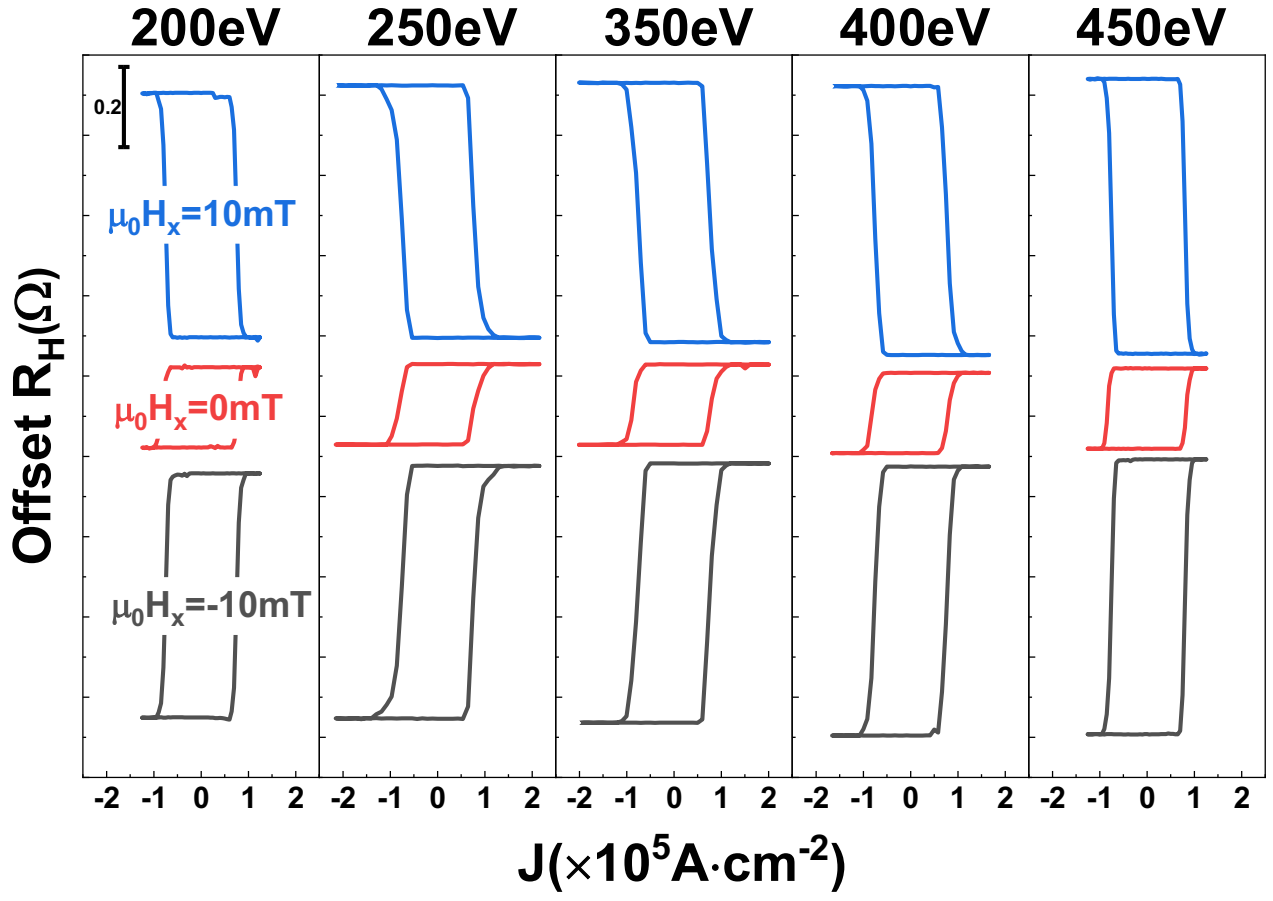 200eV 250eV 350eV 400eV 450eV
0.2
μ₀Hₓ=10mT
μ₀Hₓ=0mT
μ₀Hₓ=-10mT
Offset R_H(Ω)
-2 -1 0 1 2 -2 -1 0 1 2 -2 -1 0 1 2 -2 -1 0 1 2 -2 -1 0 1 2
J(×10⁵A·cm⁻²)